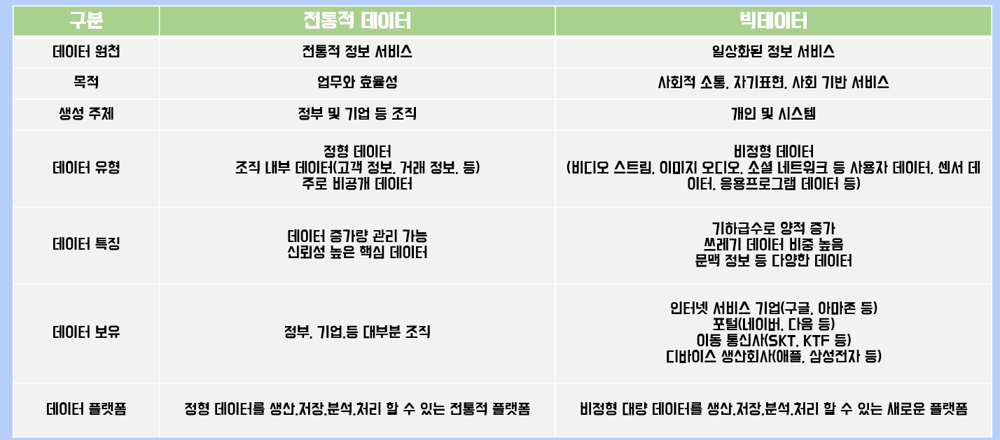 구분 전통적 데이터 빅데이터
데이터 원천 전통적 정보 서비스 일상화된 정보 서비스
목적 업무와 효율성 사회적 소통, 자기표현, 사회 기반 서비스
생성 주체 정부 및 기업 등 조직 개인 및 시스템
데이터 유형
정형 데이터
조직 내부 데이터(고객 정보, 거래 정보, 등)
주로 비공개 데이터
비정형 데이터
(비디오 스트림, 이미지 오디오, 소셜 네트워크 등 사용자 데이터, 센서 데
이터, 응용프로그램 데이터 등)
데이터 특징
데이터 증가량 관리 가능
신뢰성 높은 핵심 데이터
기하급수로 양적 증가
쓰레기 데이터 비중 높음
문맥 정보 등 다양한 데이터
데이터 보유
정부, 기업.등 대부분 조직
인터넷 서비스 기업(구글, 아마존 등)
포털(네이버, 다음 등)
이동 통신사(SKT, KTF 등)
디바이스 생산회사(애플, 삼성전자 등)
데이터 플랫폼 정형 데이터를 생산.저장.분석.처리 할 수 있는 전통적 플랫폼 비정형 대량 데이터를 생산.저장.분석.처리 할 수 있는 새로운 플랫폼